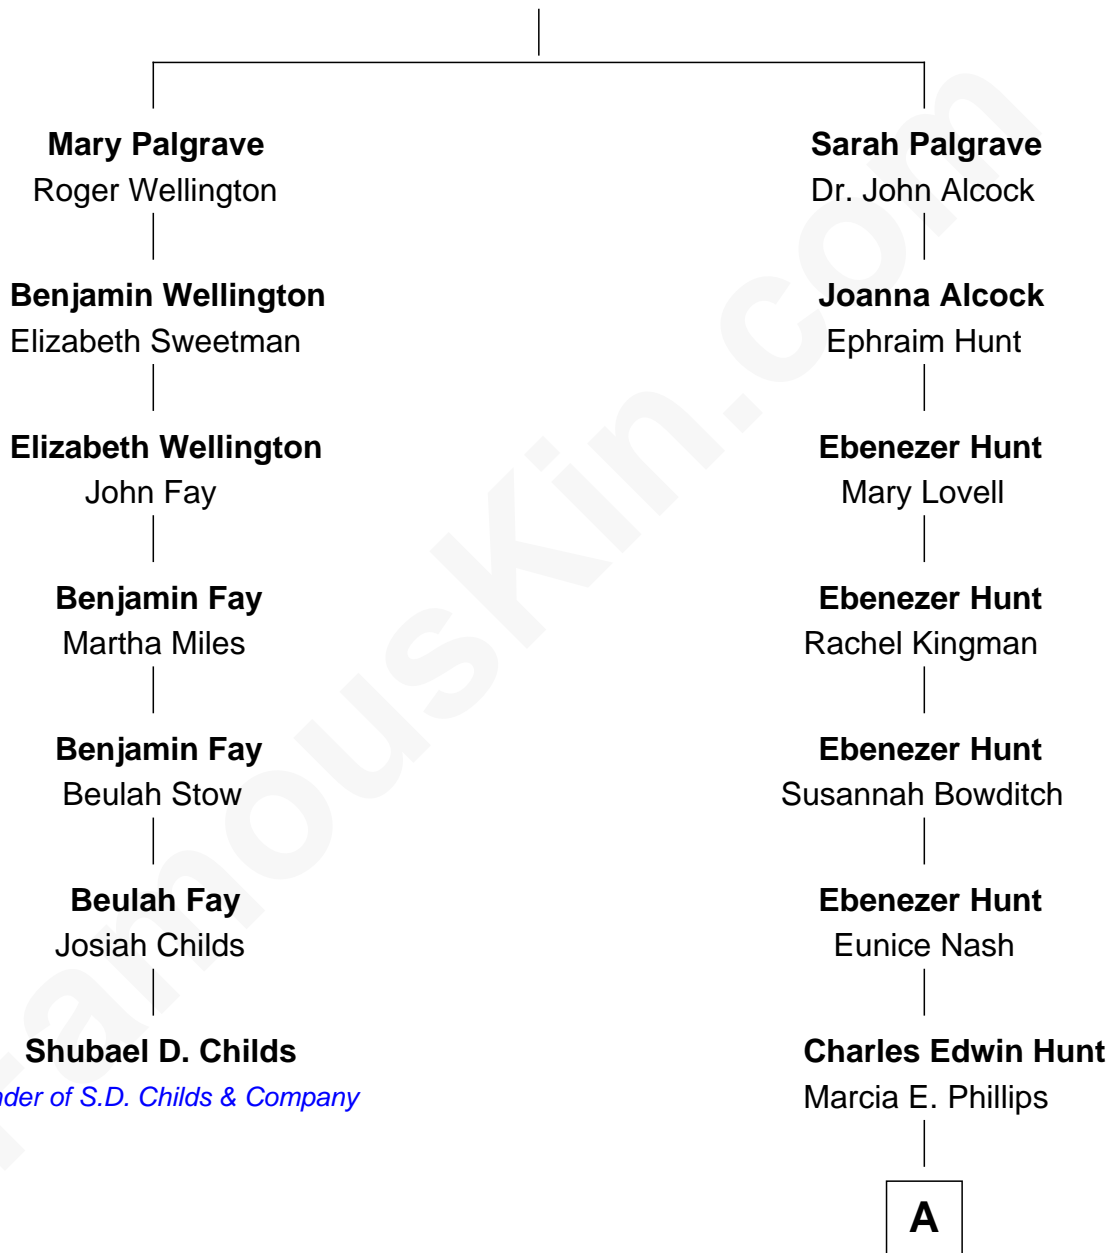 Mary Palgrave
Roger Wellington
Sarah Palgrave
Dr. John Alcock
Benjamin Wellington
Elizabeth Sweetman
Joanna Alcock
Ephraim Hunt
Elizabeth Wellington
John Fay
Ebenezer Hunt
Mary Lovell
Benjamin Fay
Martha Miles
Ebenezer Hunt
Rachel Kingman
Benjamin Fay
Beulah Stow
Ebenezer Hunt
Susannah Bowditch
Beulah Fay
Josiah Childs
Ebenezer Hunt
Eunice Nash
Shubael D. Childs
of S.D. Childs & Company
Charles Edwin Hunt
Marcia E. Phillips
A
FamousKin.com